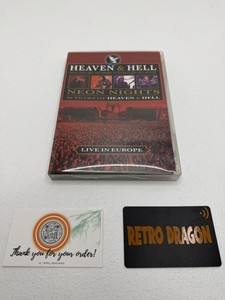 HEAVEN & HELL
NEON NIGHTS
30 YEARS OF HEAVEN & HELL
LIVE IN EUROPE
Thank you for your order!
RETRO DRAGON